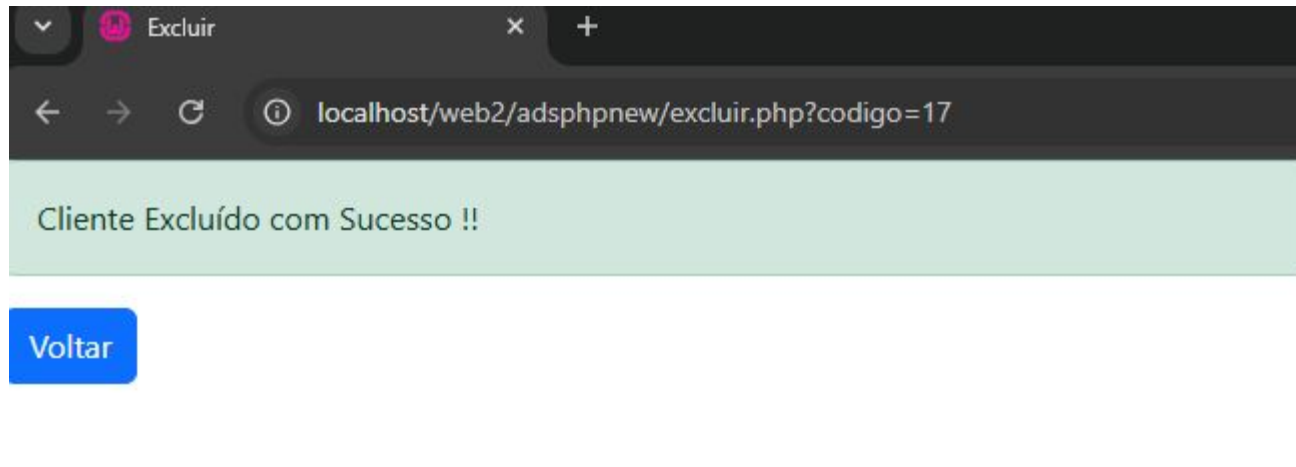 Excluir
localhost/web2/adsphpnew/excluir.php?codigo=17
Cliente Excluído com Sucesso !!
Voltar